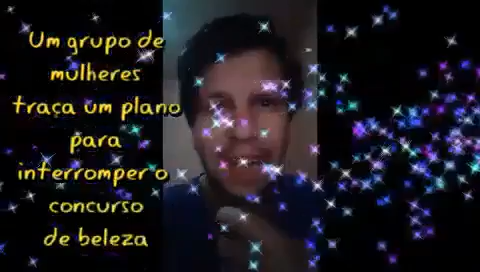 Um grupo de
mulheres
traça um plano
para
interromper o
concurso
de beleza